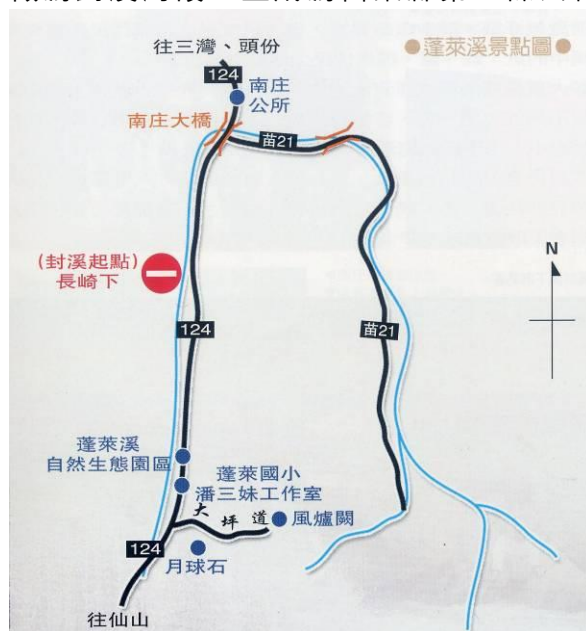 往三灣、頭份
●蓬萊溪景點圖●
124
南庄
公所
南庄大橋
苗21
(封溪起點)
長崎下
N
124
苗21
蓬萊溪
自然生態園區
蓬萊國小
潘三妹工作室
大坪道
風爐闕
124
月球石
往仙山